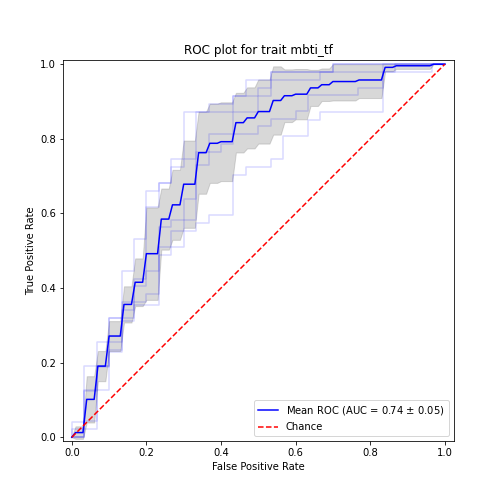 ROC plot for trait mbti_tf
True Positive Rate
1.0
0.8
0.6
0.4
0.2
0.0
0.0 0.2 0.4 0.6 0.8 1.0
False Positive Rate
Mean ROC (AUC = 0.74 ± 0.05)
Chance